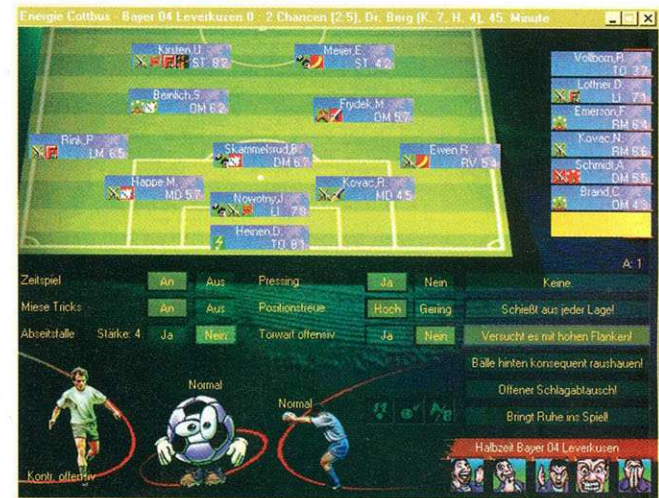 Energie Cottbus - Bayer 04 Leverkusen 0 : 2 Chancen (2:5), Dr. Berg (K. 7, H. 4), 45. Minute
Kirsten,U.
ST 8.2
Meijer,E.
ST 4.2
Beinlich,S.
OM 6.2
Frydek,M.
OM 5.7
Rink,P.
LM 6.5
Skammelsrud,B.
DM 6.7
Ewen,R.
RV 5.4
Happe,M.
MD 5.7
Nowotny,J.
LI 7.8
Kovac,R.
MD 4.5
Heinen,D.
TO 8.1
Vollborn,R.
TO 3.7
Lottner,D.
LI 7.1
Emerson,F.
RM 6.4
Kovac,N.
RM 6.6
Schmidt,A.
DM 5.5
Brand,C.
OM 4.9
A: 1
Zeitspiel An Aus Pressing Ja Nein Keine
Miese Tricks An Aus Positionstreue Hoch Gering Schießt aus jeder Lage!
Abseitsfalle Stärke: 4 Ja Nein Torwart offensiv Ja Nein Versucht es mit hohen Flanken!
Bälle hinten konsequent raushauen!
Offener Schlagabtausch!
Bringt Ruhe ins Spiel!
Normal
Normal
Kontr. offensiv
Halbzeit Bayer 04 Leverkusen